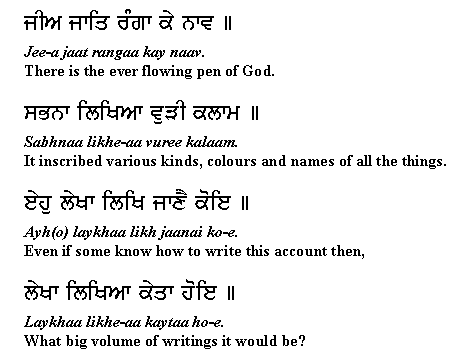 ਜੀਅ ਜਾਤਿ ਰੰਗਾ ਕੇ ਨਾਵ ॥
Jee-a jaat rangaa kay naav.
There is the ever flowing pen of God.
ਸਭਨਾ ਲਿਖਿਆ ਵੁੜੀ ਕਲਾਮ ॥
Sabhnaa likhe-aa vuree kalaam.
It inscribed various kinds, colours and names of all the things.
ਏਹੁ ਲੇਖਾ ਲਿਖਿ ਜਾਣੈ ਕੋਇ ॥
Ayh(o) laykhaa likh jaanai ko-e.
Even if some know how to write this account then,
ਲੇਖਾ ਲਿਖਿਆ ਕੇਤਾ ਹੋਇ ॥
Laykhaa likhe-aa kaytaa ho-e.
What big volume of writings it would be?